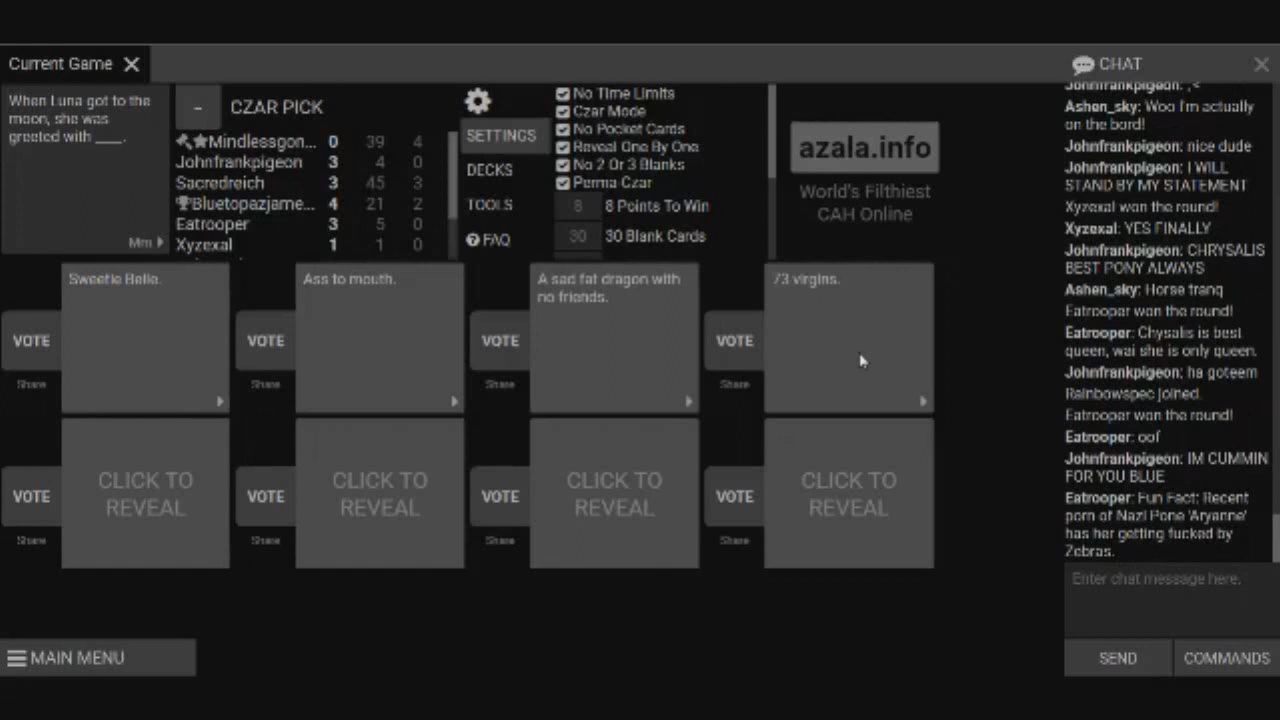 Current Game
CHAT
When Luna got to the
moon, she was
greeted with ____.
Mm
-
CZAR PICK
Mindlessgon... 0 39 4
Johnfrankpigeon 3 4 0
Sacredreich 3 45 3
Bluetopazjame... 4 21 2
Eatrooper 3 5 0
Xyzexal 1 1 0
SETTINGS
DECKS
TOOLS
FAQ
No Time Limits
Czar Mode
No Pocket Cards
Reveal One By One
No 2 Or 3 Blanks
Perma Czar
8 8 Points To Win
30 30 Blank Cards
azala.info
World's Filthiest
CAH Online
Sweetie Belle.
Ass to mouth.
A sad fat dragon with
no friends.
73 virgins.
VOTE
Share
VOTE
Share
VOTE
Share
VOTE
Share
CLICK TO
REVEAL
CLICK TO
REVEAL
CLICK TO
REVEAL
CLICK TO
REVEAL
VOTE
Share
VOTE
Share
VOTE
Share
VOTE
Share
MAIN MENU
Johnfrankpigeon: ;<
Ashen_sky: Woo I'm actually
on the bord!
Johnfrankpigeon: nice dude
Johnfrankpigeon: I WILL
STAND BY MY STATEMENT
Xyzexal won the round!
Xyzexal: YES FINALLY
Johnfrankpigeon: CHRYSALIS
BEST PONY ALWAYS
Ashen_sky: Horse tranq
Eatrooper won the round!
Eatrooper: Chysalis is best
queen, wai she is only queen.
Johnfrankpigeon: ha goteem
Rainbowspec joined.
Eatrooper won the round!
Eatrooper: oof
Johnfrankpigeon: IM CUMMIN
FOR YOU BLUE
Eatrooper: Fun Fact: Recent
porn of Nazi Pone 'Aryanne'
has her getting fucked by
Zebras.
Enter chat message here.
SEND
COMMANDS